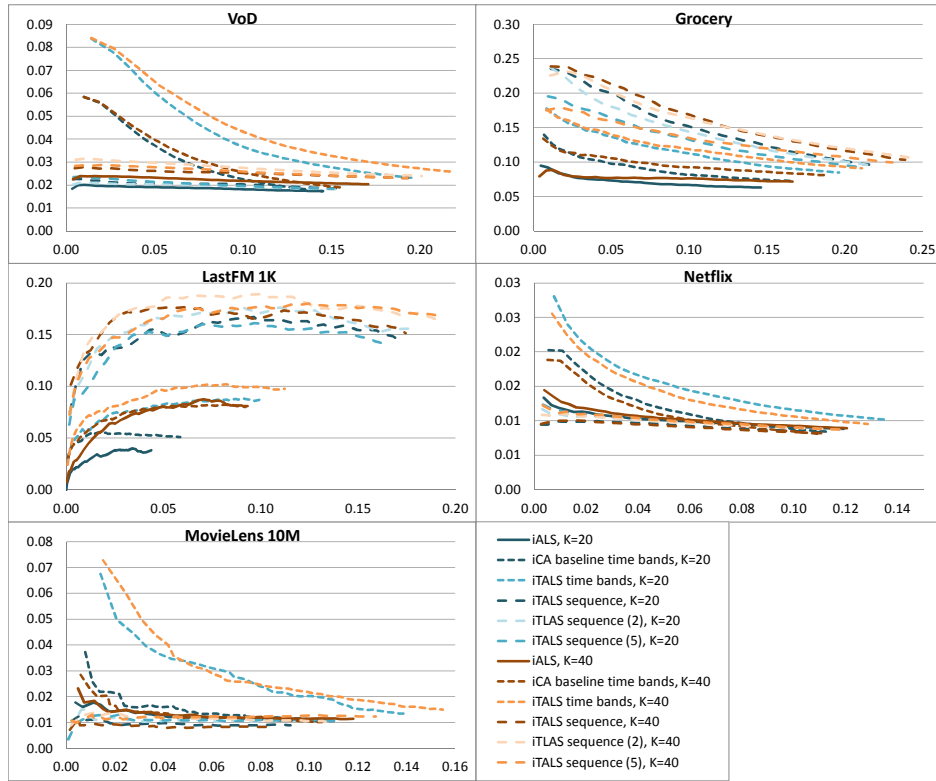 VoD
0.09
0.08
0.07
0.06
0.05
0.04
0.03
0.02
0.01
0.00
0.00 0.05 0.10 0.15 0.20
Grocery
0.30
0.25
0.20
0.15
0.10
0.05
0.00
0.00 0.05 0.10 0.15 0.20 0.25
LastFM 1K
0.20
0.15
0.10
0.05
0.00
0.00 0.05 0.10 0.15 0.20
Netflix
0.03
0.03
0.02
0.02
0.01
0.01
0.00
0.00 0.02 0.04 0.06 0.08 0.10 0.12 0.14
MovieLens 10M
0.08
0.07
0.06
0.05
0.04
0.03
0.02
0.01
0.00
0.00 0.02 0.04 0.06 0.08 0.10 0.12 0.14 0.16
iALS, K=20
iCA baseline time bands, K=20
iTALS time bands, K=20
iTALS sequence, K=20
iTLAS sequence (2), K=20
iTALS sequence (5), K=20
iALS, K=40
iCA baseline time bands, K=40
iTALS time bands, K=40
iTALS sequence, K=40
iTLAS sequence (2), K=40
iTALS sequence (5), K=40